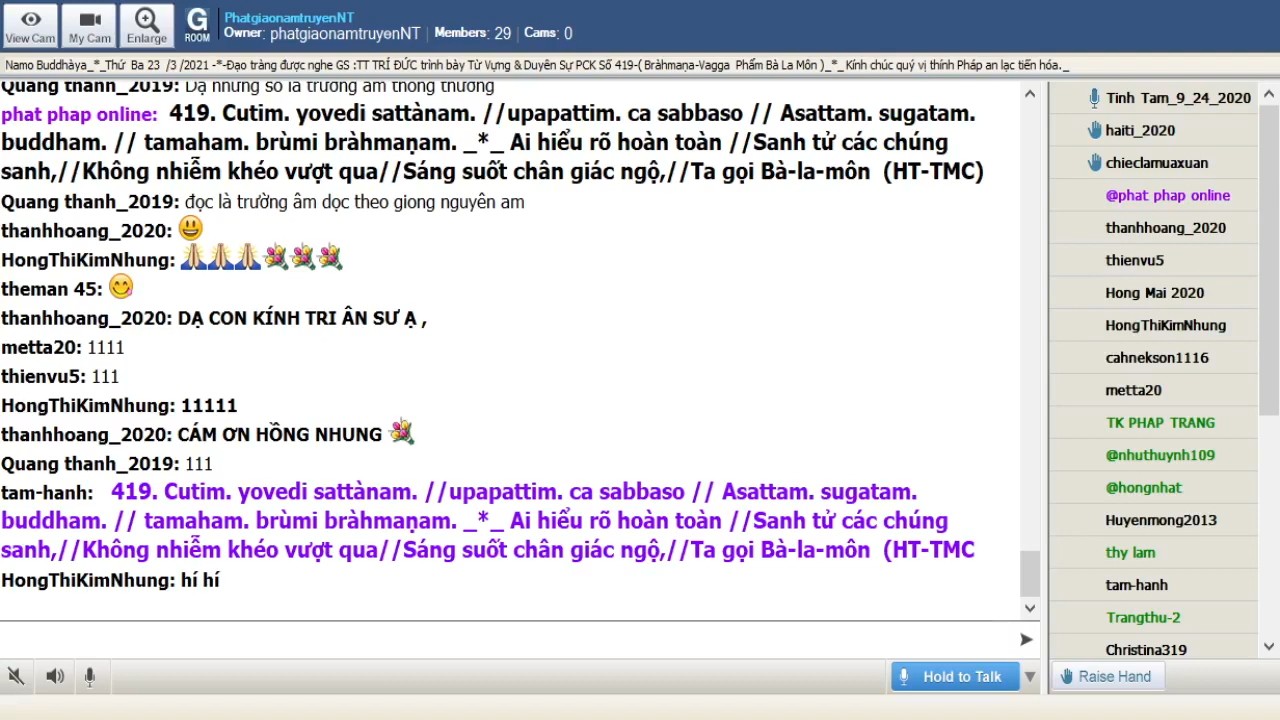 View Cam
My Cam
Enlarge
G
ROOM
PhatgiaonamtruyenNT
Owner: phatgiaonamtruyenNT | Members: 29 | Cams: 0
Namo Buddhàya_*_Thứ Ba 23 /3 /2021 -*-Đạo tràng được nghe GS :TT TRÍ ĐỨC trình bày Từ Vựng & Duyên Sự PCK Số 419-( Bràhmaṇa-Vagga Phẩm Bà La Môn )_*_ Kính chúc quý vị thính Pháp an lạc tiến hóa._
Quang thanh_2019: Dạ nhưng số là trường âm thông thường
phat phap online: 419. Cutim. yovedi sattànam. //upapattim. ca sabbaso // Asattam. sugatam.
buddham. // tamaham. brùmi bràhmaṇam. _*_ Ai hiểu rõ hoàn toàn //Sanh tử các chúng
sanh,//Không nhiễm khéo vượt qua//Sáng suốt chân giác ngộ,//Ta gọi Bà-la-môn (HT-TMC)
Quang thanh_2019: đọc là trường âm dọc theo giong nguyên am
thanhhoang_2020:
HongThiKimNhung:
theman 45:
thanhhoang_2020: DẠ CON KÍNH TRI ÂN SƯ Ạ ,
metta20: 1111
thienvu5: 111
HongThiKimNhung: 11111
thanhhoang_2020: CÁM ƠN HỒNG NHUNG
Quang thanh_2019: 111
tam-hanh: 419. Cutim. yovedi sattànam. //upapattim. ca sabbaso // Asattam. sugatam.
buddham. // tamaham. brùmi bràhmaṇam. _*_ Ai hiểu rõ hoàn toàn //Sanh tử các chúng
sanh,//Không nhiễm khéo vượt qua//Sáng suốt chân giác ngộ,//Ta gọi Bà-la-môn (HT-TMC
HongThiKimNhung: hí hí
Tinh Tam_9_24_2020
haiti_2020
chieclamuaxuan
@phat phap online
thanhhoang_2020
thienvu5
Hong Mai 2020
HongThiKimNhung
cahnekson1116
metta20
TK PHAP TRANG
@nhuthuynh109
@hongnhat
Huyenmong2013
thy lam
tam-hanh
Trangthu-2
Christina319
Hold to Talk
Raise Hand